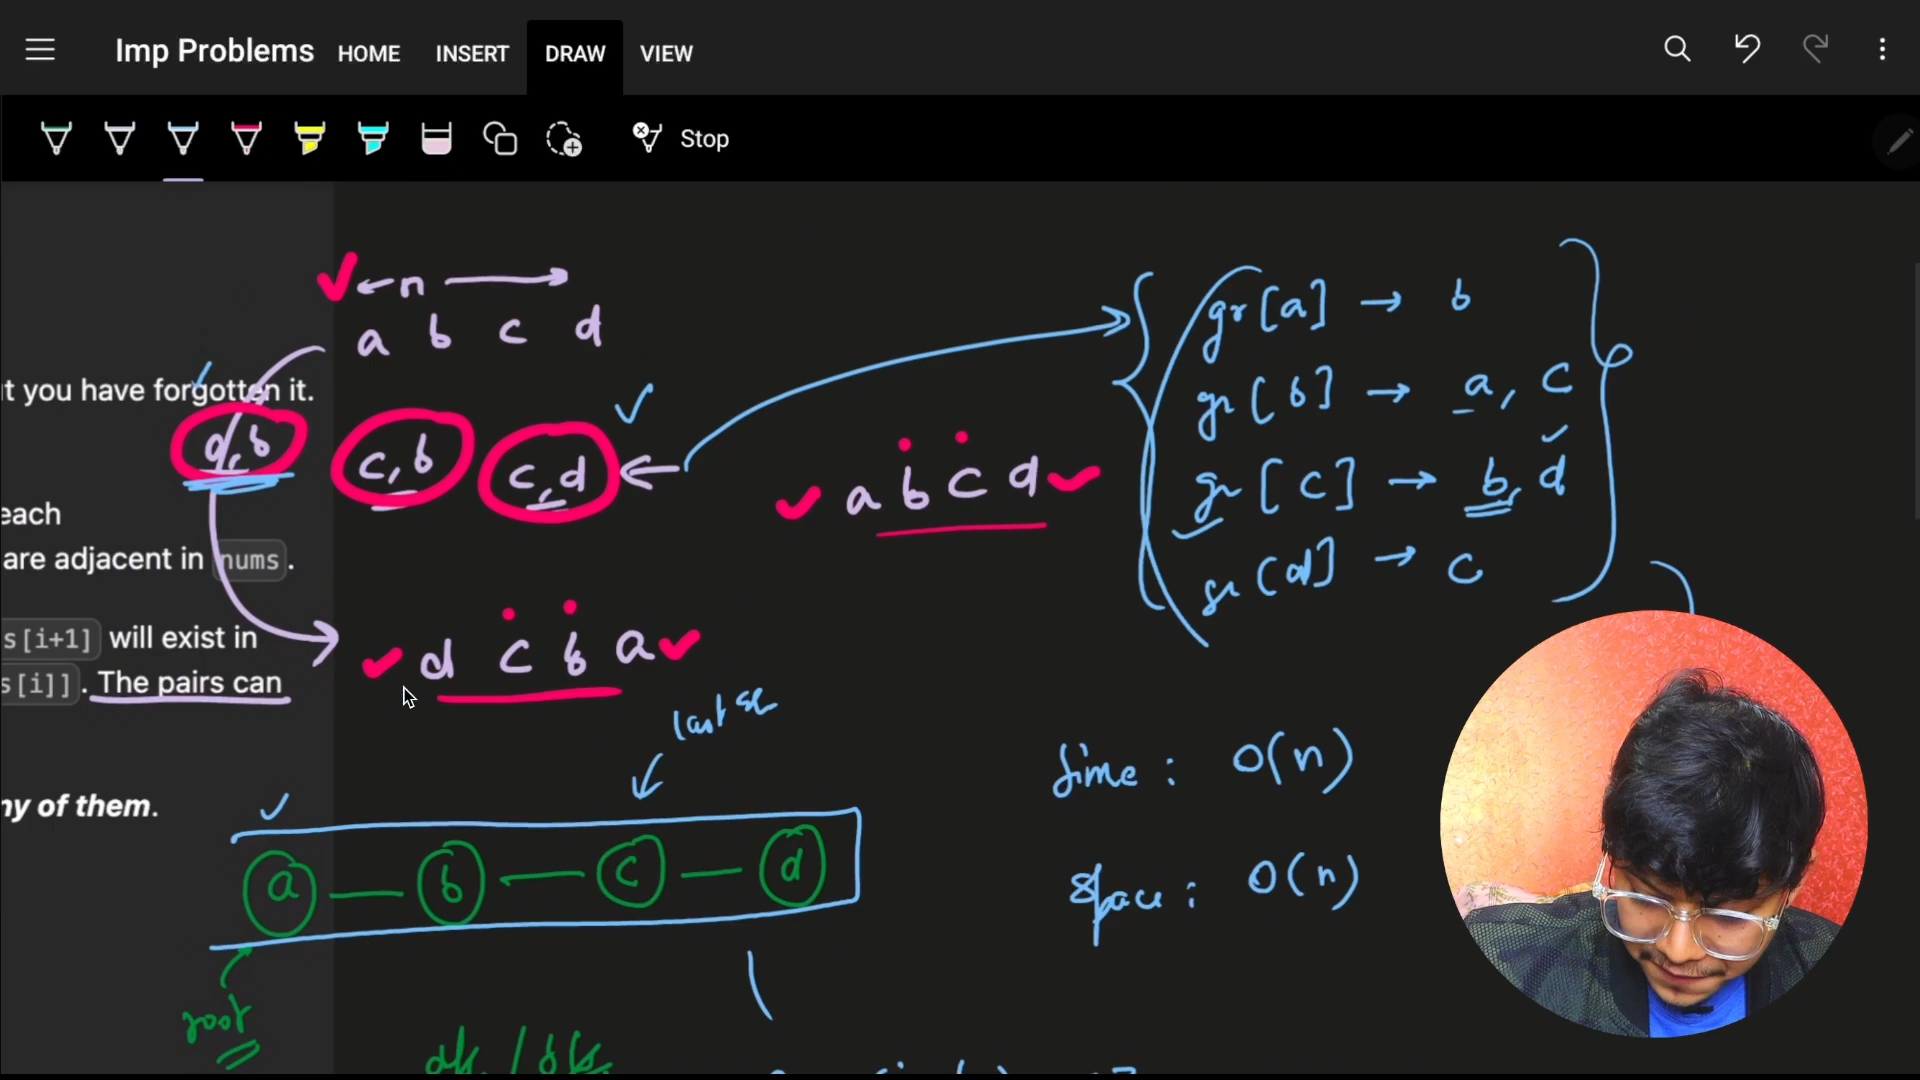 Imp Problems HOME INSERT DRAW VIEW
Stop
t you have forgotten it.
each
are adjacent in nums.
s[i+1] will exist in
s[i]]. The pairs can
ny of them.
n
a b c d
a,b c,b c,d
a b c d
d c b a
gr[a] → b
gr[b] → a, c
gr[c] → b, d
gr[d] → c
a — b — c — d
root
Time : O(n)
Space : O(n)